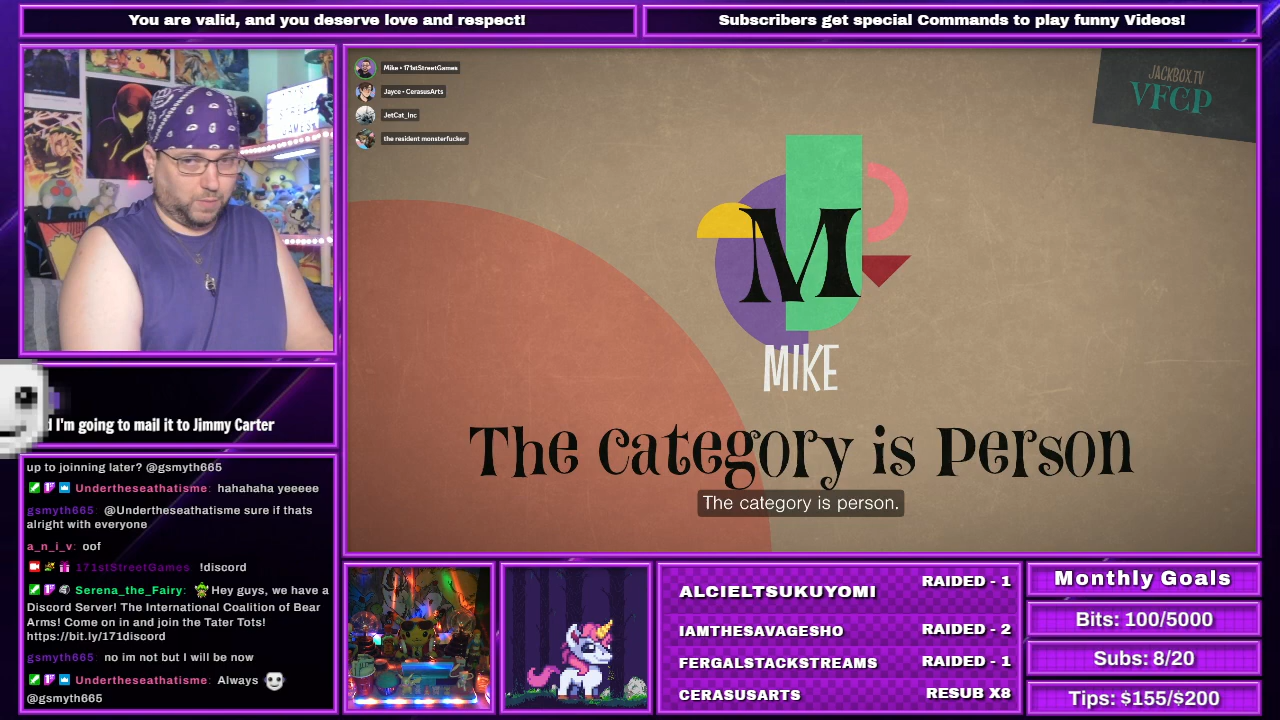 You are valid, and you deserve love and respect!
Subscribers get special Commands to play funny Videos!
Mike • 171stStreetGames
Jayce • CerasusArts
JetCat_Inc
the resident monsterfucker
JACKBOX.TV
VFCP
M
MIKE
The category is Person
The category is person.
I'm going to mail it to Jimmy Carter
up to joinning later? @gsmyth665
Undertheseathatisme: hahahaha yeeeee
gsmyth665: @Undertheseathatisme sure if thats
alright with everyone
a_n_i_v: oof
171stStreetGames: !discord
Serena_the_Fairy: Hey guys, we have a
Discord Server! The International Coalition of Bear
Arms! Come on in and join the Tater Tots!
https://bit.ly/171discord
gsmyth665: no im not but I will be now
Undertheseathatisme: Always
@gsmyth665
ALCIELTSUKUYOMI RAIDED - 1
IAMTHESAVAGESHO RAIDED - 2
FERGALSTACKSTREAMS RAIDED - 1
CERASUSARTS RESUB X8
Monthly Goals
Bits: 100/5000
Subs: 8/20
Tips: $155/$200